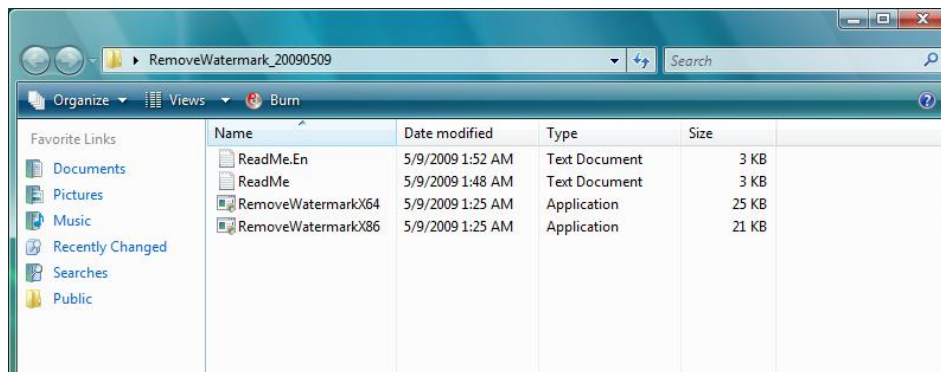 RemoveWatermark_20090509
Search
Organize Views Burn
Favorite Links
Documents
Pictures
Music
Recently Changed
Searches
Public
Name Date modified Type Size
ReadMe.En 5/9/2009 1:52 AM Text Document 3 KB
ReadMe 5/9/2009 1:48 AM Text Document 3 KB
RemoveWatermarkX64 5/9/2009 1:25 AM Application 25 KB
RemoveWatermarkX86 5/9/2009 1:25 AM Application 21 KB